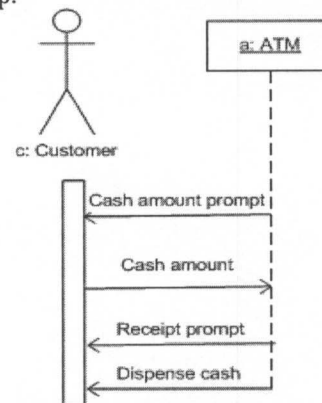 p.
a: ATM
c: Customer
Cash amount prompt
Cash amount
Receipt prompt
Dispense cash